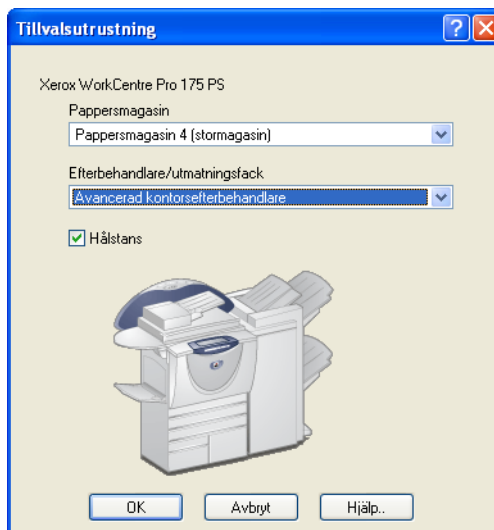 Tillvalsutrustning
Xerox WorkCentre Pro 175 PS
Pappersmagasin
Pappersmagasin 4 (stormagasin)
Efterbehandlare/utmatningsfack
Avancerad kontorsefterbehandlare
Hålstans
OK Avbryt Hjälp..